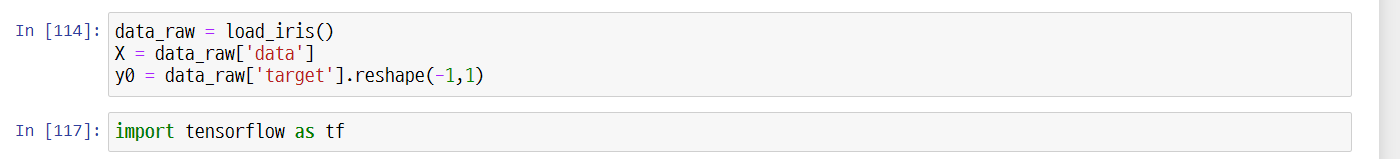 In [114]: data_raw = load_iris()
X = data_raw['data']
y0 = data_raw['target'].reshape(-1,1)
In [117]: import tensorflow as tf